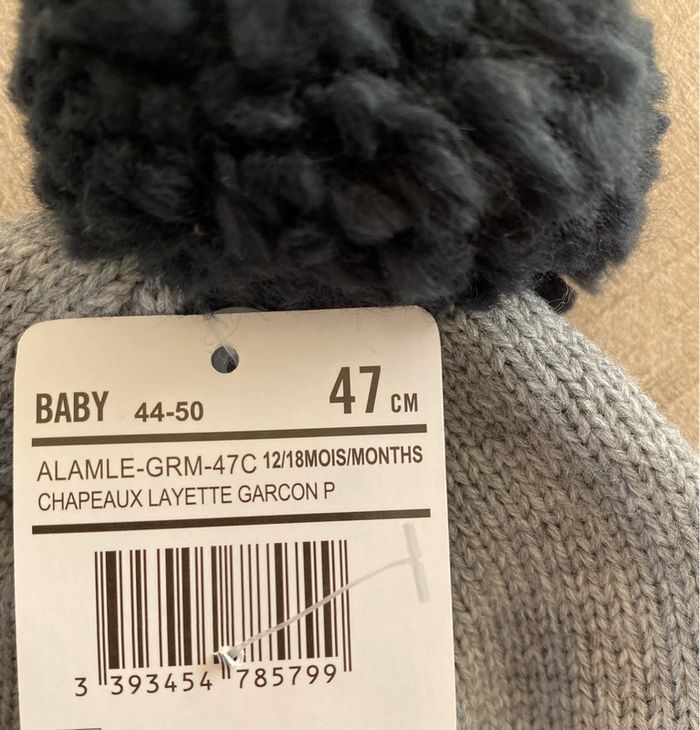 BABY 44-50 47 CM
ALAMLE-GRM-47C 12/18MOIS/MONTHS
CHAPEAUX LAYETTE GARCON P
3 393454 785799